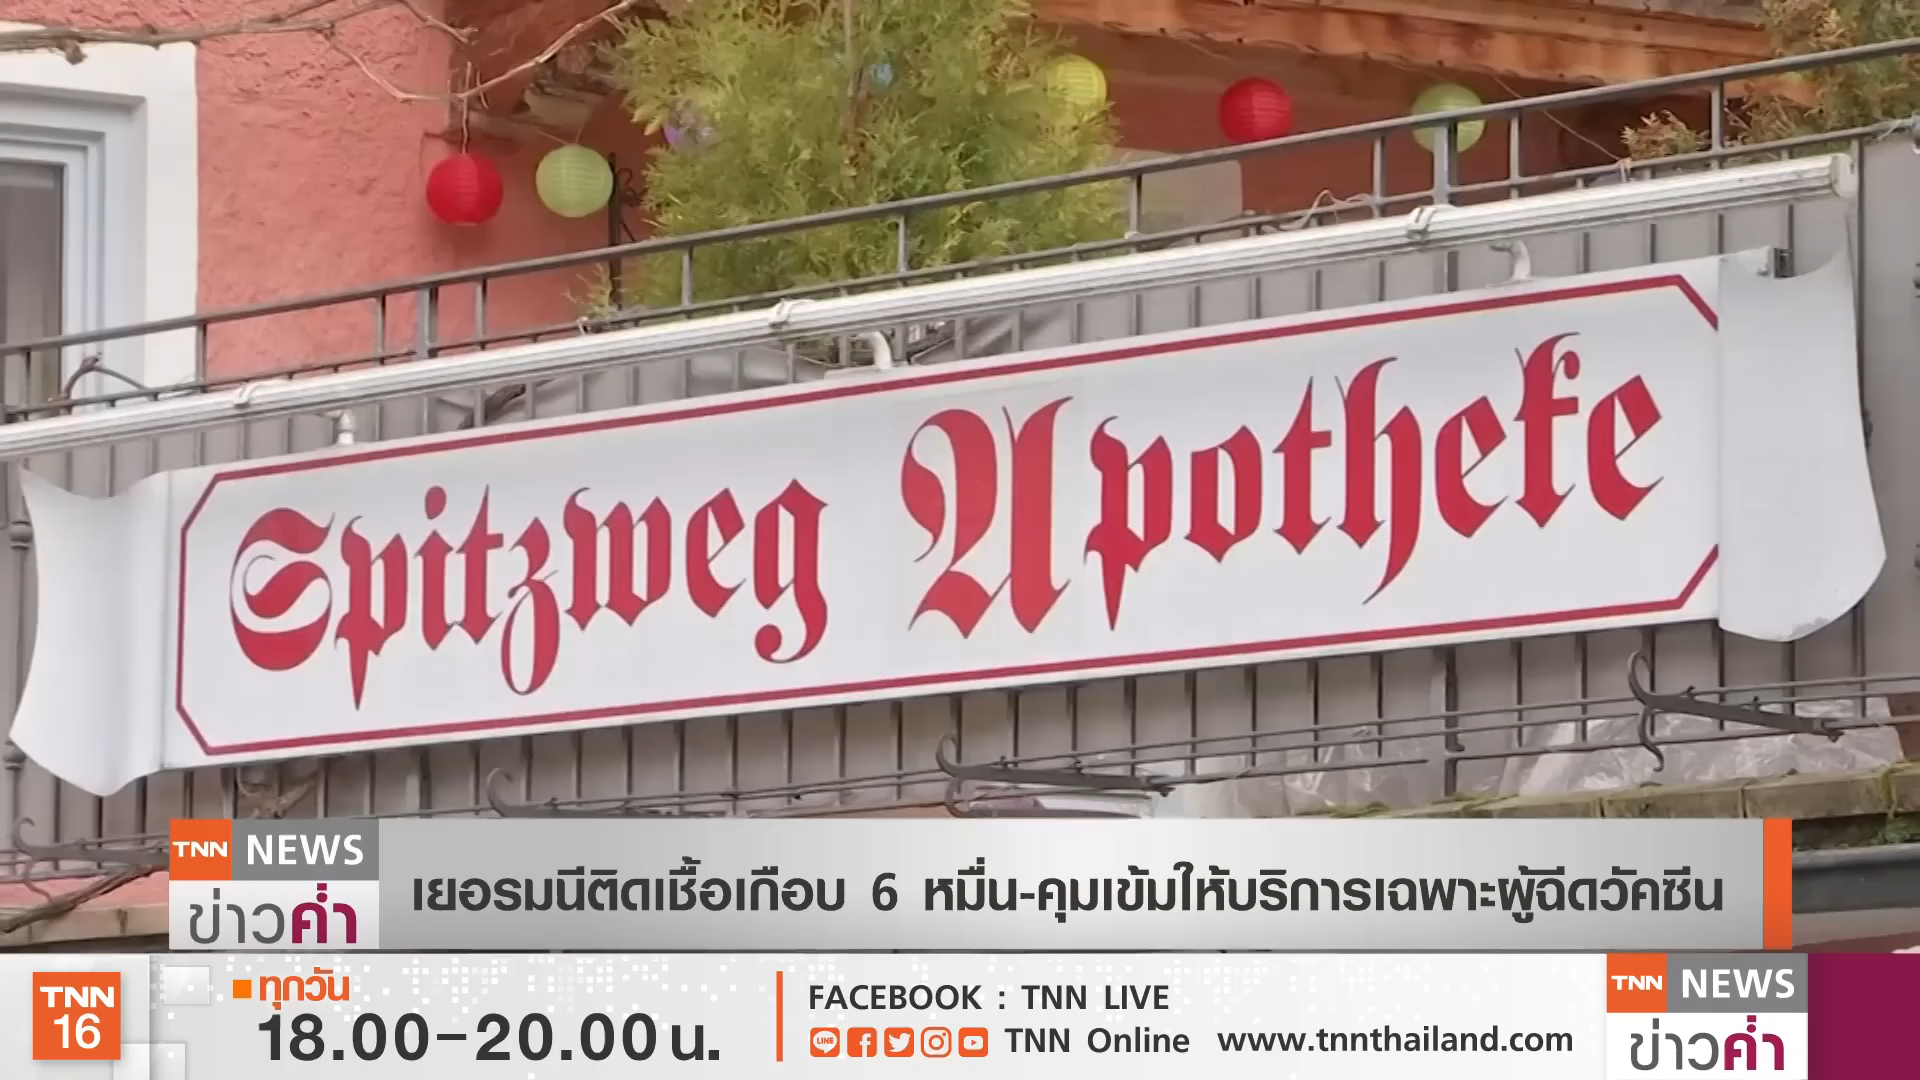 Spitzweg Apotheke
TNN NEWS
ข่าวค่ำ
เยอรมนีติดเชื้อเกือบ 6 หมื่น-คุมเข้มให้บริการเฉพาะผู้ฉีดวัคซีน
TNN
16
ทุกวัน
18.00-20.00 น.
FACEBOOK : TNN LIVE
LINE TNN Online www.tnnthailand.com
TNN NEWS
ข่าวค่ำ